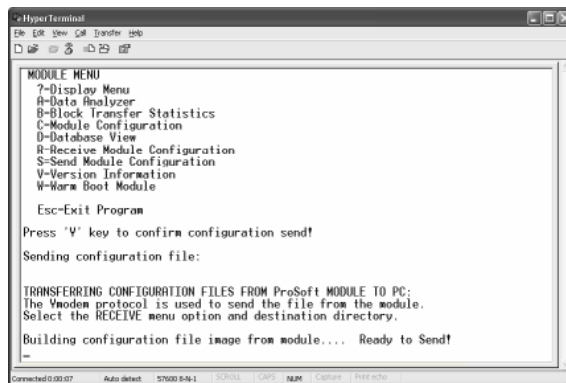 HyperTerminal
File Edit View Call Transfer Help
MODULE MENU
?=Display Menu
A=Data Analyzer
B=Block Transfer Statistics
C=Module Configuration
D=Database View
R=Receive Module Configuration
S=Send Module Configuration
V=Version Information
W=Warm Boot Module
Esc=Exit Program
Press 'Y' key to confirm configuration send!
Sending configuration file:
TRANSFERRING CONFIGURATION FILES FROM ProSoft MODULE TO PC:
The Ymodem protocol is used to send the file from the module.
Select the RECEIVE menu option and destination directory.
Building configuration file image from module.... Ready to Send!
Connected 0:00:07 Auto detect 57600 8-N-1 SCROLL CAPS NUM Capture Print echo